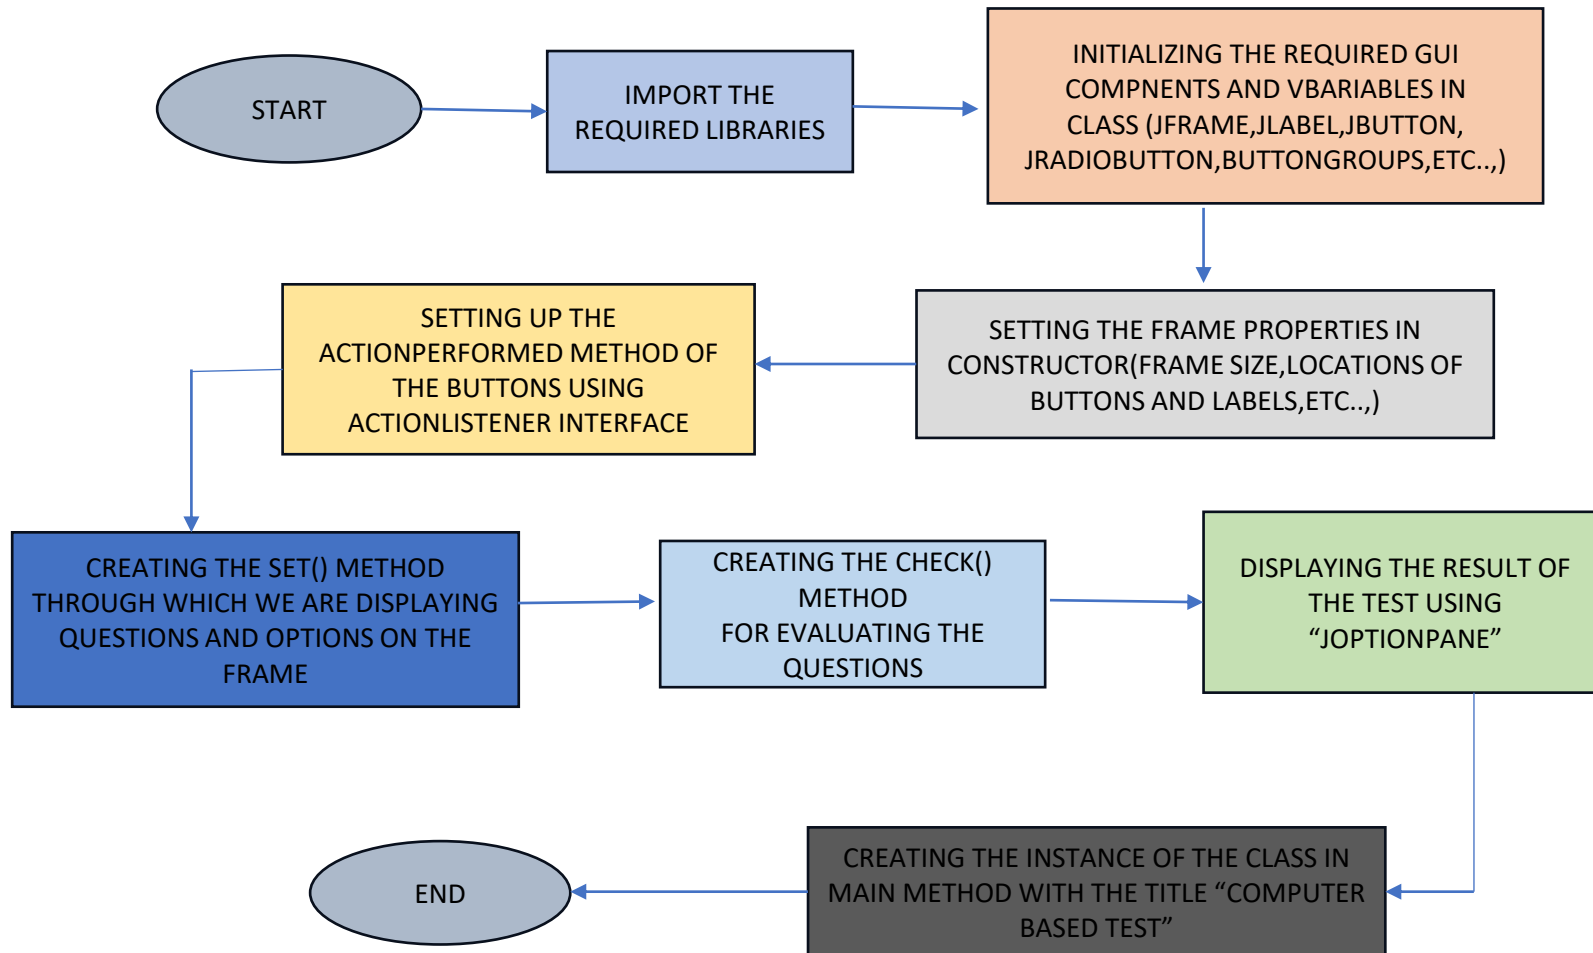 START
IMPORT THE
REQUIRED LIBRARIES
INITIALIZING THE REQUIRED GUI
COMPNENTS AND VBARIABLES IN
CLASS (JFRAME,JLABEL,JBUTTON,
JRADIOBUTTON,BUTTONGROUPS,ETC..,)
SETTING THE FRAME PROPERTIES IN
CONSTRUCTOR(FRAME SIZE,LOCATIONS OF
BUTTONS AND LABELS,ETC..,)
SETTING UP THE
ACTIONPERFORMED METHOD OF
THE BUTTONS USING
ACTIONLISTENER INTERFACE
CREATING THE SET() METHOD
THROUGH WHICH WE ARE DISPLAYING
QUESTIONS AND OPTIONS ON THE
FRAME
CREATING THE CHECK()
METHOD
FOR EVALUATING THE
QUESTIONS
DISPLAYING THE RESULT OF
THE TEST USING
“JOPTIONPANE”
CREATING THE INSTANCE OF THE CLASS IN
MAIN METHOD WITH THE TITLE “COMPUTER
BASED TEST”
END